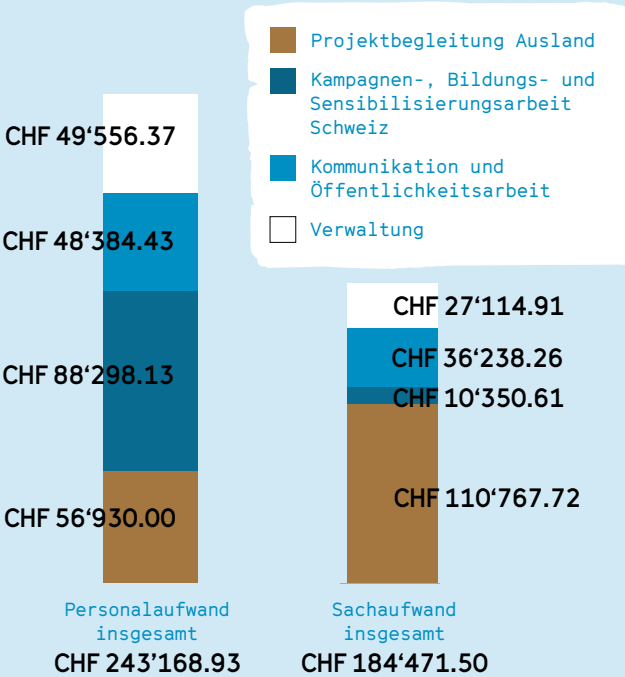 Projektbegleitung Ausland
Kampagnen-, Bildungs- und
Sensibilisierungsarbeit
Schweiz
Kommunikation und
Öffentlichkeitsarbeit
Verwaltung
CHF 49‘556.37
CHF 48‘384.43
CHF 88‘298.13
CHF 56‘930.00
Personalaufwand
insgesamt
CHF 243’168.93
CHF 27‘114.91
CHF 36‘238.26
CHF 10‘350.61
CHF 110‘767.72
Sachaufwand
insgesamt
CHF 184‘471.50